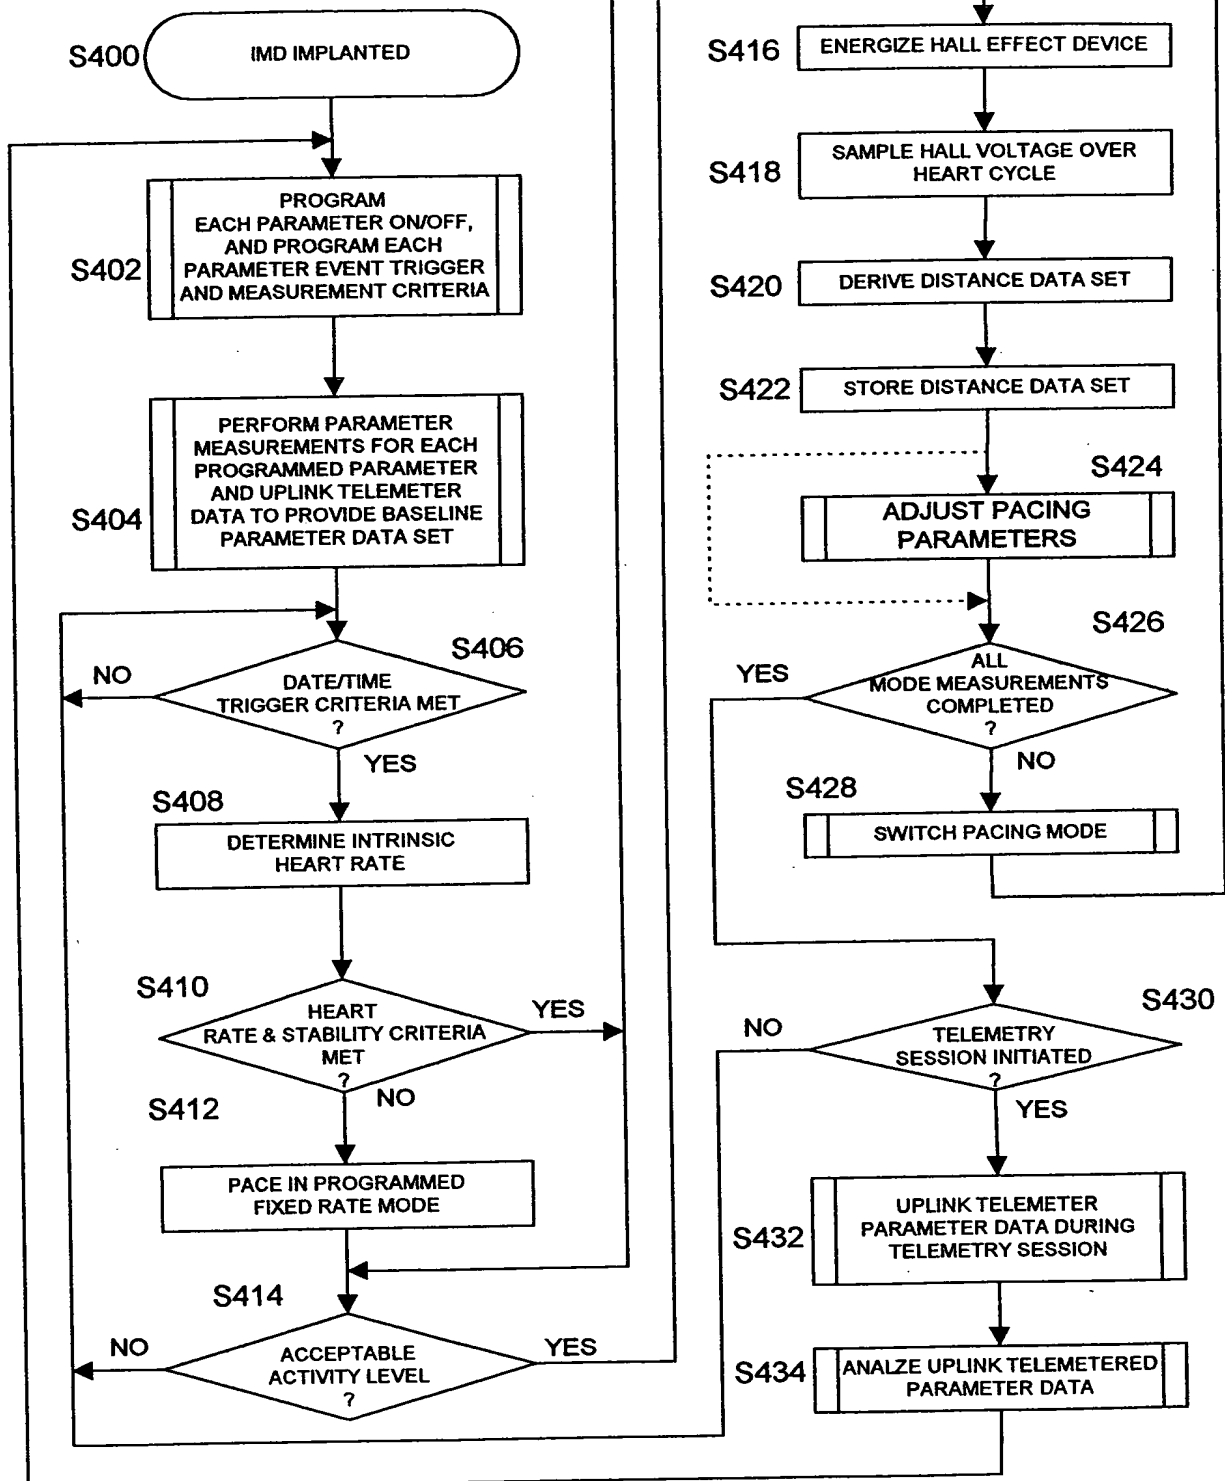 S400
IMD IMPLANTED
S402
PROGRAM
EACH PARAMETER ON/OFF,
AND PROGRAM EACH
PARAMETER EVENT TRIGGER
AND MEASUREMENT CRITERIA
S404
PERFORM PARAMETER
MEASUREMENTS FOR EACH
PROGRAMMED PARAMETER
AND UPLINK TELEMETER
DATA TO PROVIDE BASELINE
PARAMETER DATA SET
S406
NO
DATE/TIME
TRIGGER CRITERIA MET
?
YES
S408
DETERMINE INTRINSIC
HEART RATE
S410
HEART
RATE & STABILITY CRITERIA
MET
?
YES
NO
S412
PACE IN PROGRAMMED
FIXED RATE MODE
S414
NO
ACCEPTABLE
ACTIVITY LEVEL
?
YES
S416
ENERGIZE HALL EFFECT DEVICE
S418
SAMPLE HALL VOLTAGE OVER
HEART CYCLE
S420
DERIVE DISTANCE DATA SET
S422
STORE DISTANCE DATA SET
S424
ADJUST PACING
PARAMETERS
S426
YES
ALL
MODE MEASUREMENTS
COMPLETED
?
NO
S428
SWITCH PACING MODE
S430
NO
TELEMETRY
SESSION INITIATED
?
YES
S432
UPLINK TELEMETER
PARAMETER DATA DURING
TELEMETRY SESSION
S434
ANALZE UPLINK TELEMETERED
PARAMETER DATA